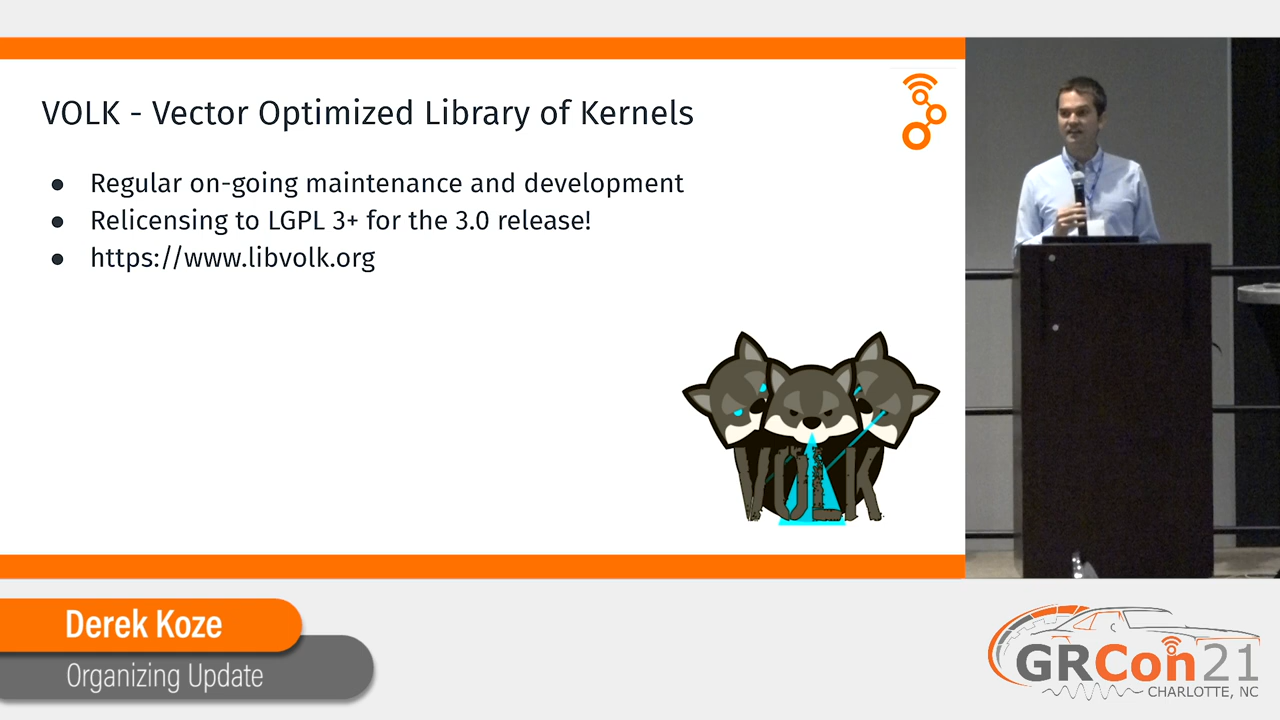 VOLK - Vector Optimized Library of Kernels
● Regular on-going maintenance and development
● Relicensing to LGPL 3+ for the 3.0 release!
● https://www.libvolk.org
VOLK
Derek Koze
Organizing Update
GRCon21
CHARLOTTE, NC